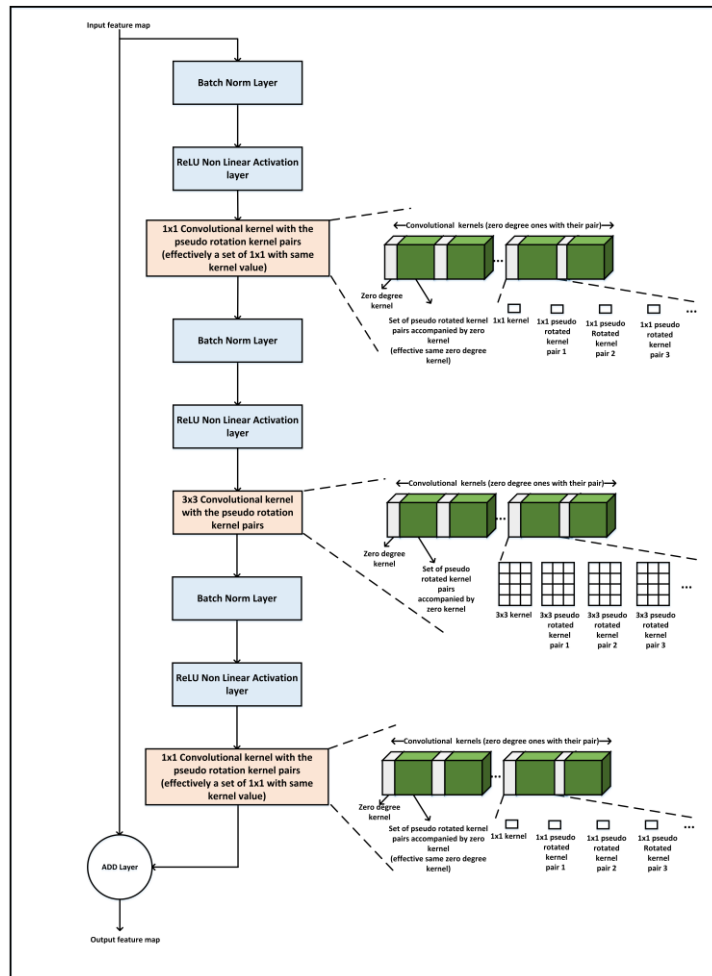 Input feature map
Batch Norm Layer
ReLU Non Linear Activation
layer
1x1 Convolutional kernel with the
pseudo rotation kernel pairs
(effectively a set of 1x1 with same
kernel value)
Convolutional kernels (zero degree ones with their pair)
...
Zero degree
kernel
Set of pseudo rotated kernel
pairs accompanied by zero
kernel
(effective same zero degree
kernel)
1x1 kernel
1x1 pseudo
rotated
kernel
pair 1
1x1 pseudo
Rotated
kernel
pair 2
1x1 pseudo
rotated
kernel
pair 3
...
Batch Norm Layer
ReLU Non Linear Activation
layer
3x3 Convolutional kernel
with the pseudo rotation
kernel pairs
Convolutional kernels (zero degree ones with their pair)
...
Zero degree
kernel
Set of pseudo
rotated kernel
pairs
accompanied by
zero kernel
3x3 kernel
3x3 pseudo
rotated
kernel
pair 1
3x3 pseudo
rotated
kernel
pair 2
3x3 pseudo
rotated
kernel
pair 3
...
Batch Norm Layer
ReLU Non Linear Activation
layer
1x1 Convolutional kernel with the
pseudo rotation kernel pairs
(effectively a set of 1x1 with same
kernel value)
Convolutional kernels (zero degree ones with their pair)
...
Zero degree
kernel
Set of pseudo rotated kernel
pairs accompanied by zero
kernel
(effective same zero degree
kernel)
1x1 kernel
1x1 pseudo
rotated
kernel
pair 1
1x1 pseudo
rotated
kernel
pair 2
1x1 pseudo
Rotated
kernel
pair 3
...
ADD Layer
Output feature map